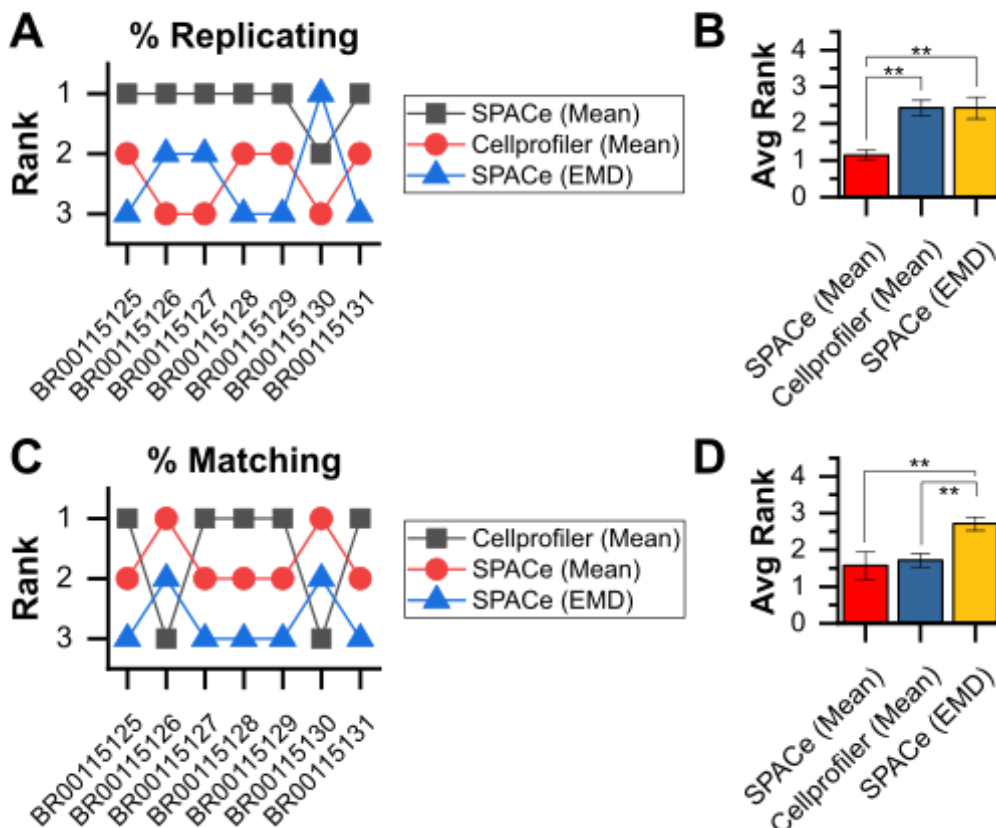 A
% Replicating
Rank
1
2
3
BR00115125
BR00115126
BR00115127
BR00115128
BR00115129
BR00115130
BR00115131
SPACe (Mean)
Cellprofiler (Mean)
SPACe (EMD)
B
Avg Rank
4
3
2
1
0
**
**
SPACe (Mean)
Cellprofiler (Mean)
SPACe (EMD)
C
% Matching
Rank
1
2
3
BR00115125
BR00115126
BR00115127
BR00115128
BR00115129
BR00115130
BR00115131
Cellprofiler (Mean)
SPACe (Mean)
SPACe (EMD)
D
Avg Rank
4
3
2
1
0
**
**
SPACe (Mean)
Cellprofiler (Mean)
SPACe (EMD)